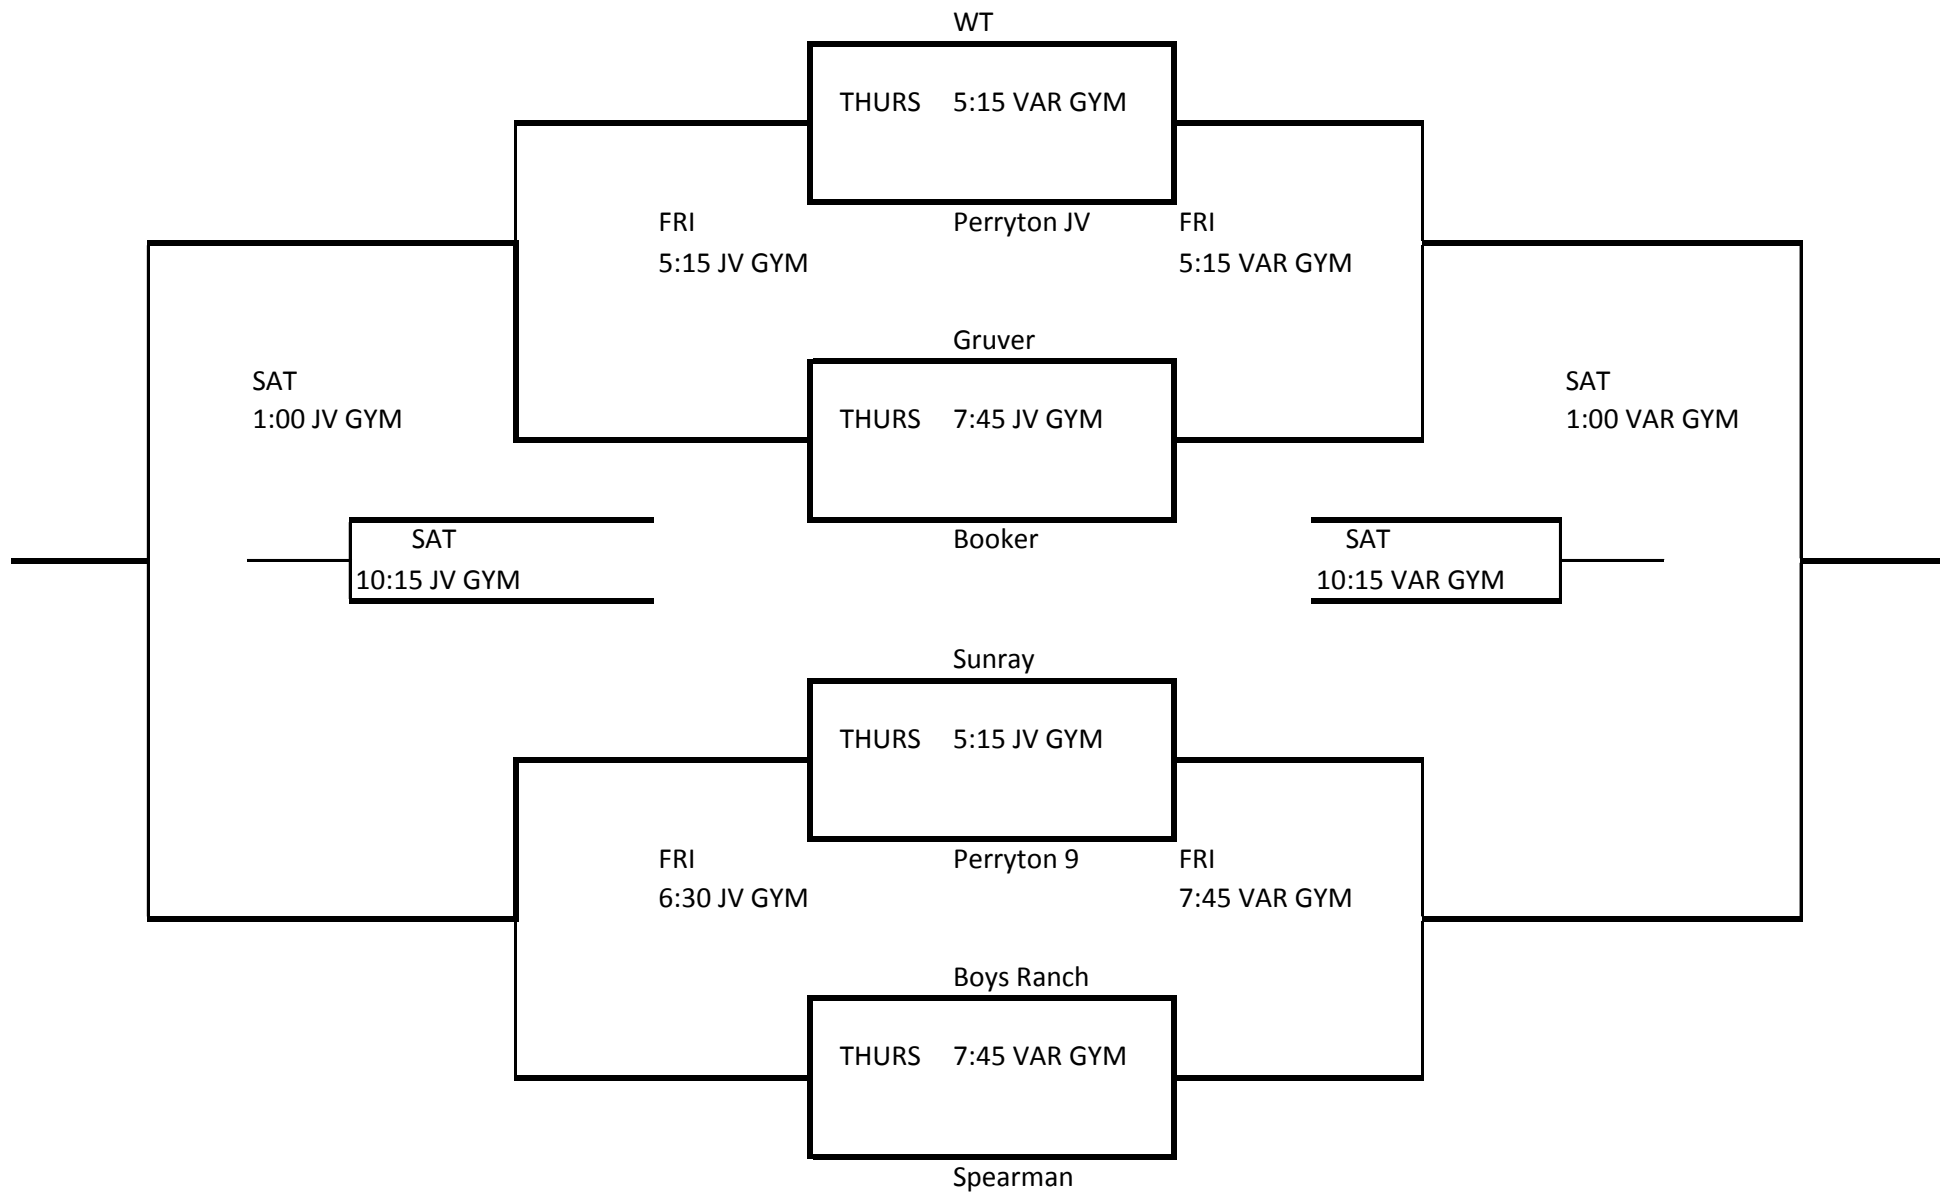 WT
THURS 5:15 VAR GYM
FRI Perryton JV FRI
5:15 JV GYM 5:15 VAR GYM
Gruver
SAT SAT
1:00 JV GYM THURS 7:45 JV GYM 1:00 VAR GYM
SAT Booker SAT
10:15 JV GYM 10:15 VAR GYM
Sunray
THURS 5:15 JV GYM
FRI Perryton 9 FRI
6:30 JV GYM 7:45 VAR GYM
Boys Ranch
THURS 7:45 VAR GYM
Spearman